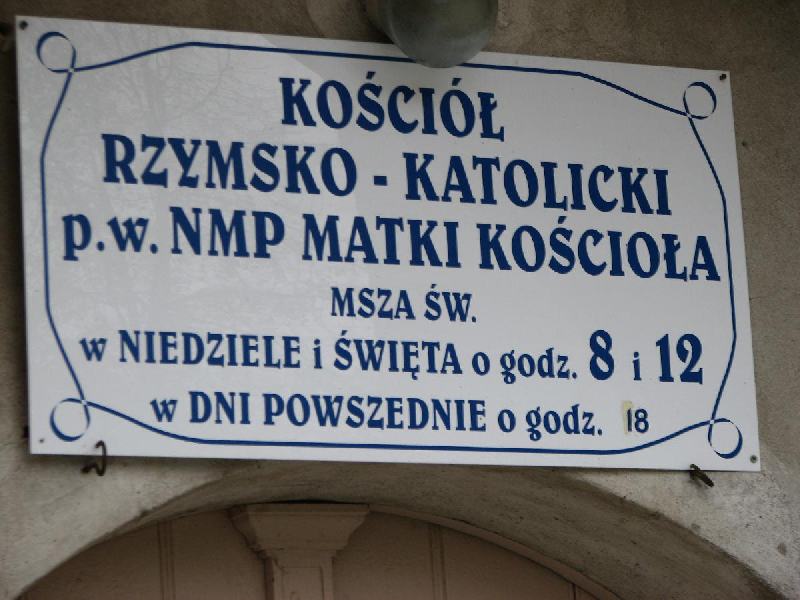 KOŚCIÓŁ
RZYMSKO - KATOLICKI
p.w. NMP MATKI KOŚCIOŁA
MSZA ŚW.
w NIEDZIELE i ŚWIĘTA o godz. 8 i 12
w DNI POWSZEDNIE o godz. 18